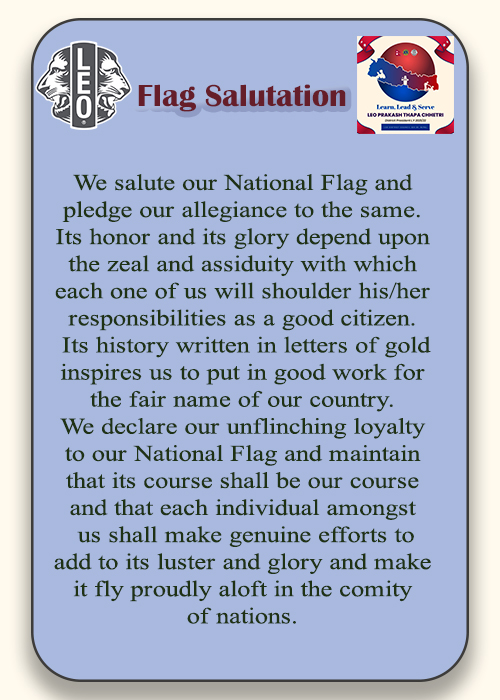 LEO
®
Flag Salutation
Learn, Lead & Serve
LEO PRAKASH THAPA CHHETRI
We salute our National Flag and
pledge our allegiance to the same.
Its honor and its glory depend upon
the zeal and assiduity with which
each one of us will shoulder his/her
responsibilities as a good citizen.
Its history written in letters of gold
inspires us to put in good work for
the fair name of our country.
We declare our unflinching loyalty
to our National Flag and maintain
that its course shall be our course
and that each individual amongst
us shall make genuine efforts to
add to its luster and glory and make
it fly proudly aloft in the comity
of nations.